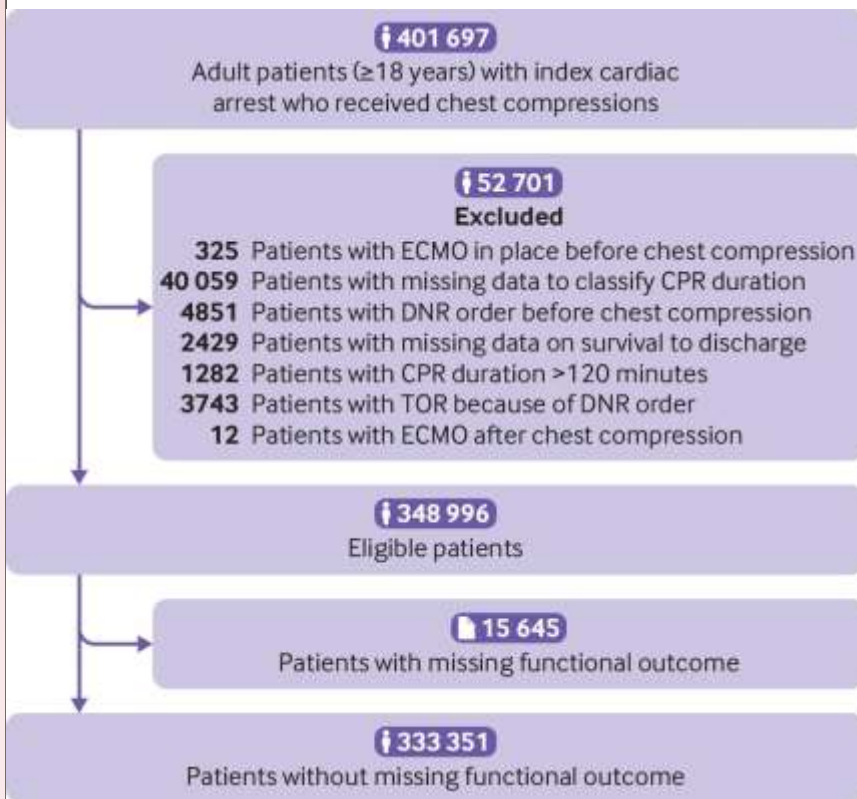 401 697
Adult patients (≥18 years) with index cardiac
arrest who received chest compressions
52 701
Excluded
325 Patients with ECMO in place before chest compression
40 059 Patients with missing data to classify CPR duration
4851 Patients with DNR order before chest compression
2429 Patients with missing data on survival to discharge
1282 Patients with CPR duration >120 minutes
3743 Patients with TOR because of DNR order
12 Patients with ECMO after chest compression
348 996
Eligible patients
15 645
Patients with missing functional outcome
333 351
Patients without missing functional outcome